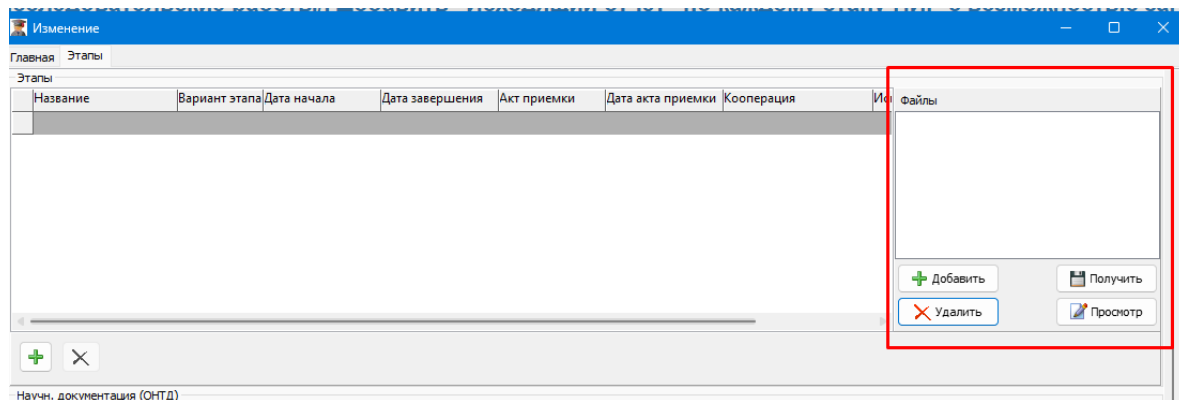 Изменение
Главная Этапы
Этапы
Название Вариант этапа Дата начала Дата завершения Акт приемки Дата акта приемки Кооперация
Файлы
Добавить Получить
Удалить Просмотр
Научн. документация (ОНТД)